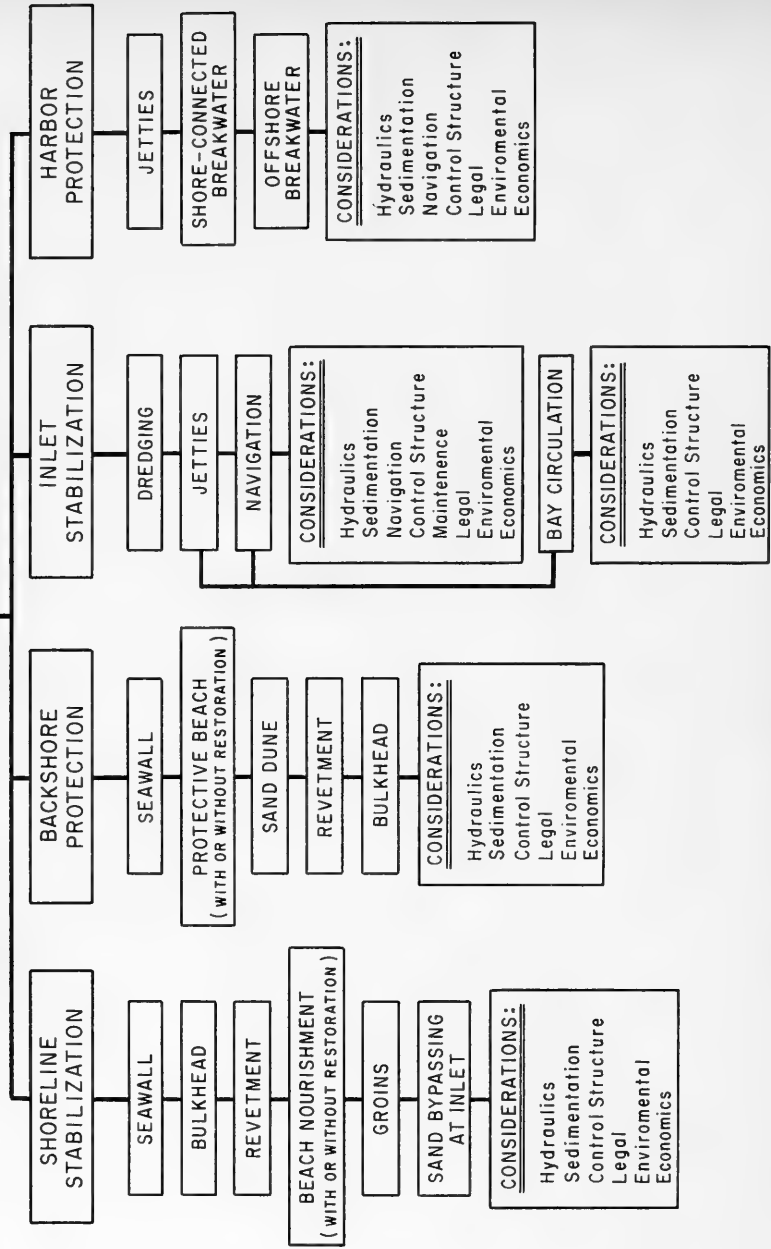 SHORELINE
STABILIZATION
SEAWALL
BULKHEAD
REVETMENT
BEACH NOURISHMENT
(WITH OR WITHOUT RESTORATION)
GROINS
SAND BYPASSING
AT INLET
CONSIDERATIONS:
Hydraulics
Sedimentation
Control Structure
Legal
Enviromental
Economics
BACKSHORE
PROTECTION
SEAWALL
PROTECTIVE BEACH
(WITH OR WITHOUT RESTORATION)
SAND DUNE
REVETMENT
BULKHEAD
CONSIDERATIONS:
Hydraulics
Sedimentation
Control Structure
Legal
Enviromental
Economics
INLET
STABILIZATION
DREDGING
JETTIES
NAVIGATION
CONSIDERATIONS:
Hydraulics
Sedimentation
Navigation
Control Structure
Maintenence
Legal
Enviromental
Economics
BAY CIRCULATION
CONSIDERATIONS:
Hydraulics
Sedimentation
Control Structure
Legal
Enviromental
Economics
HARBOR
PROTECTION
JETTIES
SHORE-CONNECTED
BREAKWATER
OFFSHORE
BREAKWATER
CONSIDERATIONS:
Hydraulics
Sedimentation
Navigation
Control Structure
Legal
Enviromental
Economics